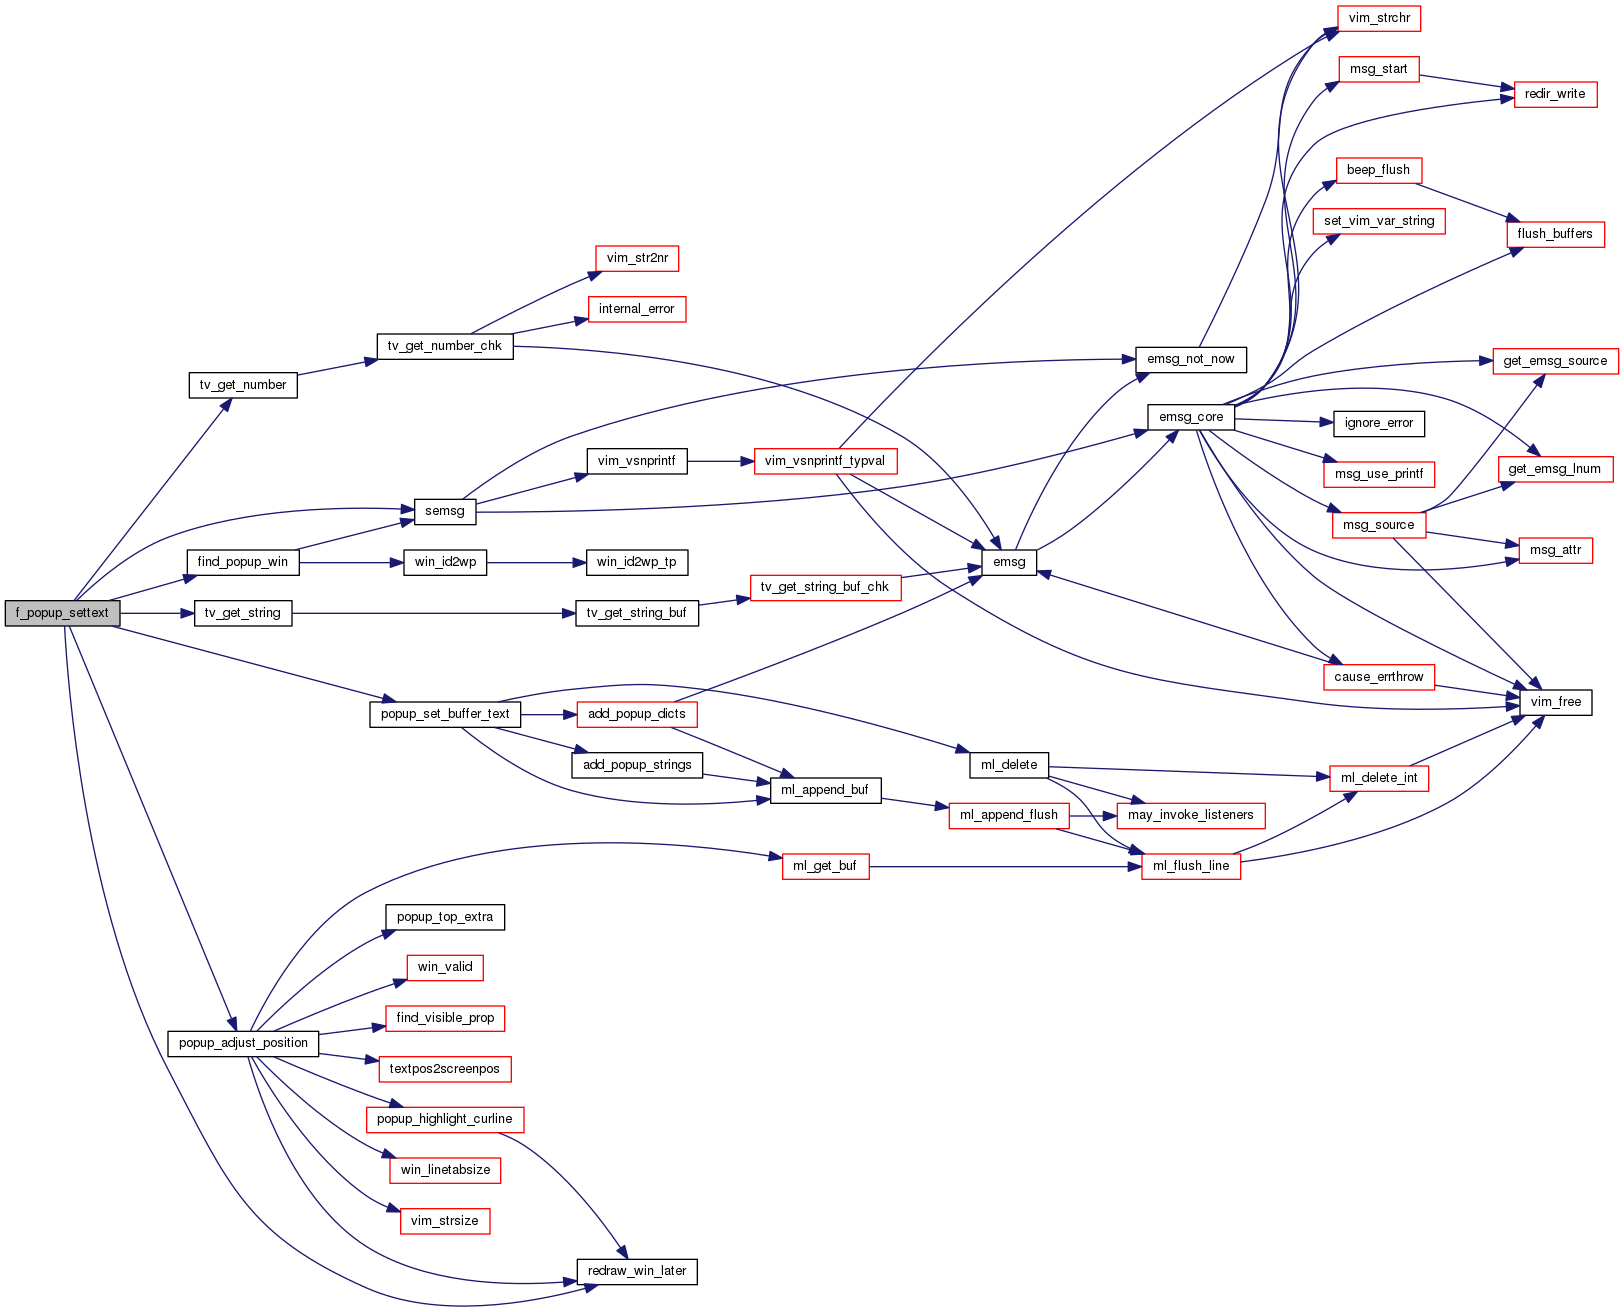 vim_strchr
msg_start
redir_write
beep_flush
set_vim_var_string
flush_buffers
vim_str2nr
internal_error
tv_get_number_chk
emsg_not_now
get_emsg_source
tv_get_number
emsg_core
ignore_error
vim_vsnprintf
vim_vsnprintf_typval
msg_use_printf
get_emsg_lnum
semsg
msg_source
find_popup_win
win_id2wp
win_id2wp_tp
emsg
msg_attr
tv_get_string_buf_chk
f_popup_settext
tv_get_string
tv_get_string_buf
cause_errthrow
popup_set_buffer_text
add_popup_dicts
vim_free
add_popup_strings
ml_delete
ml_delete_int
ml_append_buf
ml_append_flush
may_invoke_listeners
ml_get_buf
ml_flush_line
popup_top_extra
win_valid
find_visible_prop
popup_adjust_position
textpos2screenpos
popup_highlight_curline
win_linetabsize
vim_strsize
redraw_win_later